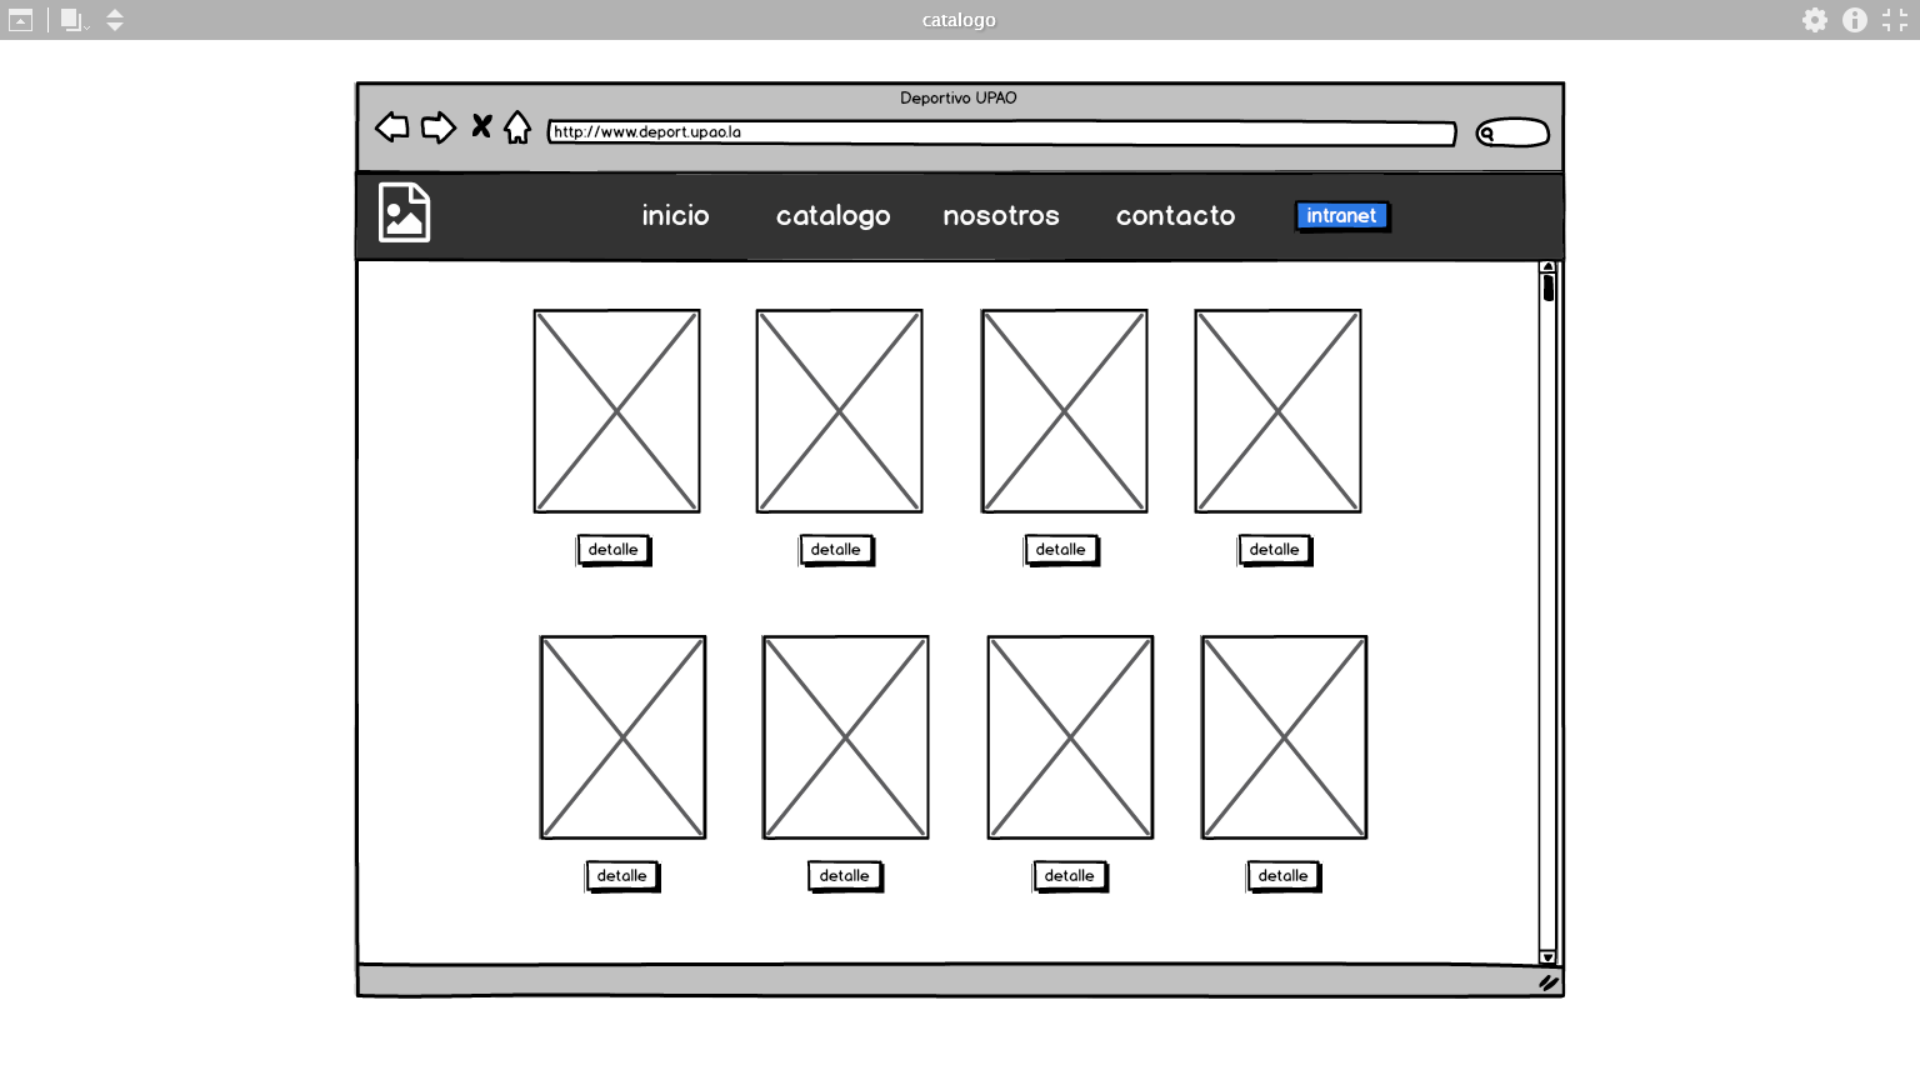 catalogo
Deportivo UPAO
http://www.deport.upao.la
inicio catalogo nosotros contacto intranet
detalle detalle detalle detalle
detalle detalle detalle detalle